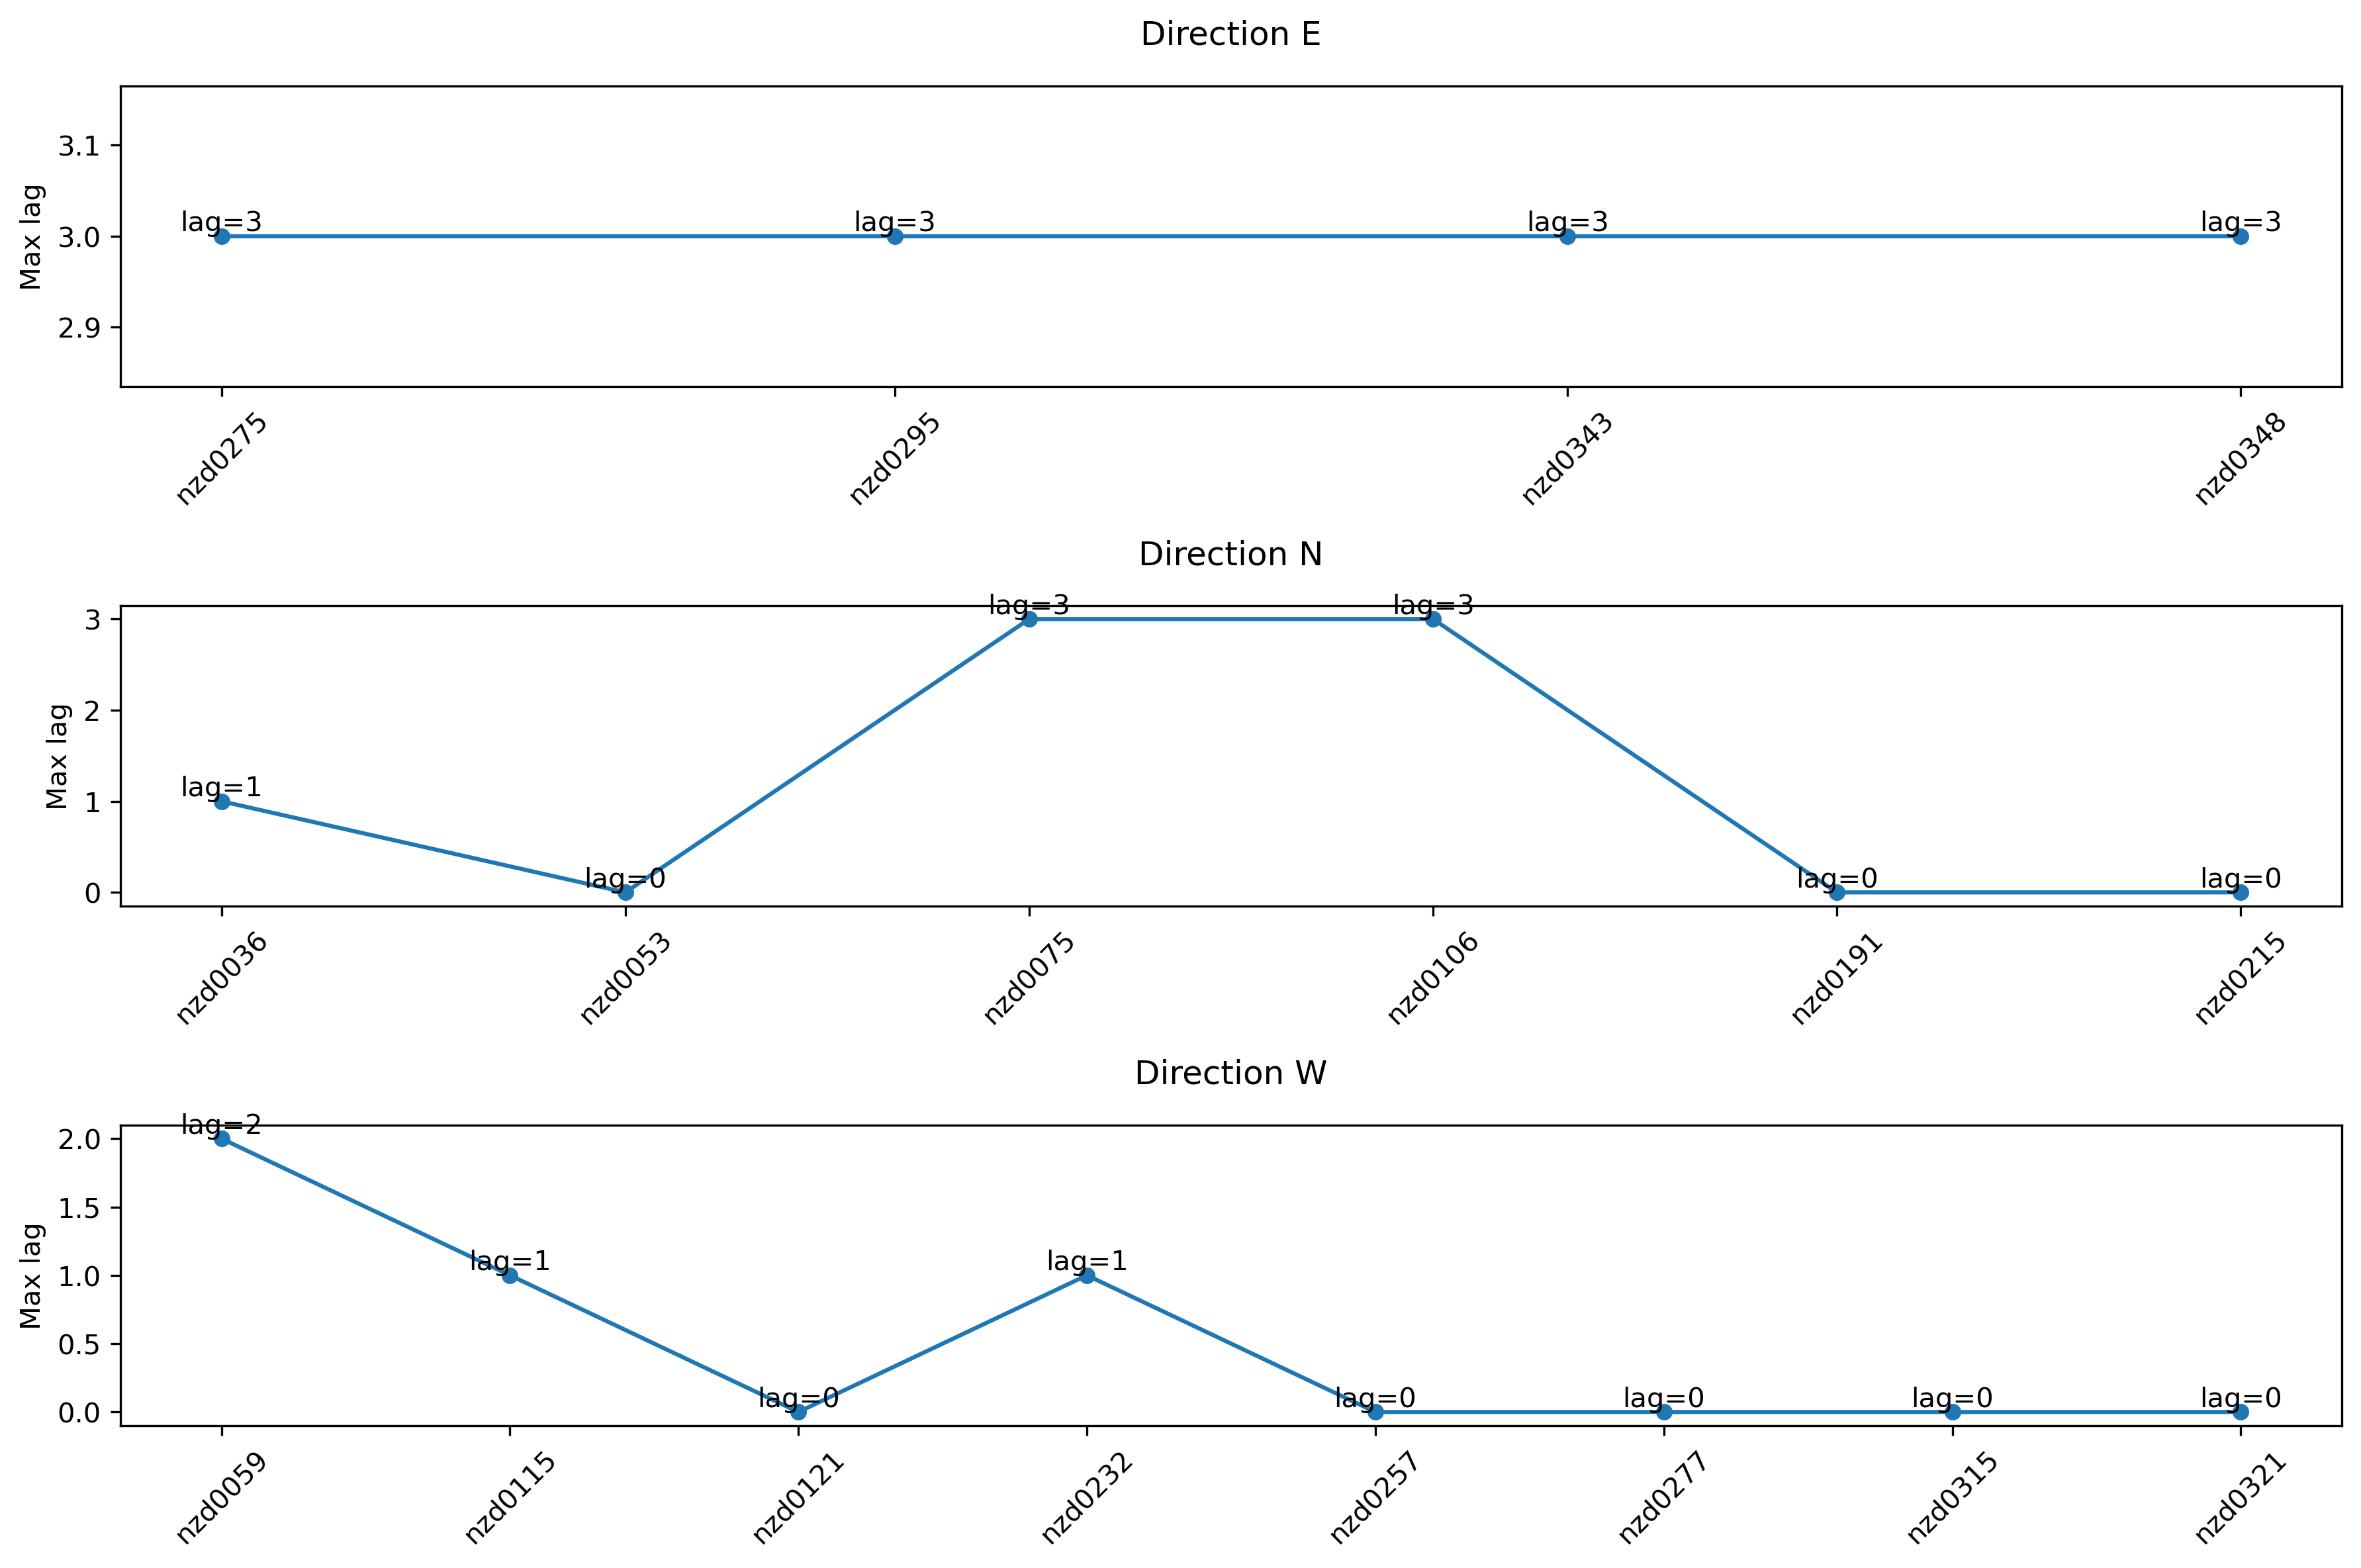 Direction E
Max lag
3.1
3.0
2.9
lag=3
lag=3
lag=3
lag=3
nzd0275
nzd0295
nzd0343
nzd0348
Direction N
Max lag
3
2
1
0
lag=1
lag=0
lag=3
lag=3
lag=0
lag=0
nzd0036
nzd0053
nzd0075
nzd0106
nzd0191
nzd0215
Direction W
Max lag
2.0
1.5
1.0
0.5
0.0
lag=2
lag=1
lag=0
lag=1
lag=0
lag=0
lag=0
lag=0
nzd0059
nzd0115
nzd0121
nzd0232
nzd0257
nzd0277
nzd0315
nzd0321